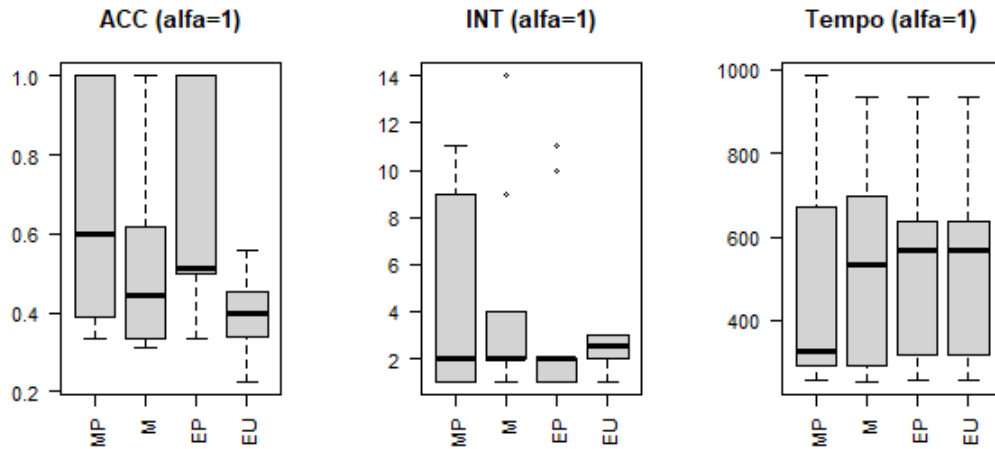 ACC (alfa=1)
1.0
0.8
0.6
0.4
0.2
MP
M
EP
EU
INT (alfa=1)
14
12
10
8
6
4
2
MP
M
EP
EU
Tempo (alfa=1)
1000
800
600
400
MP
M
EP
EU